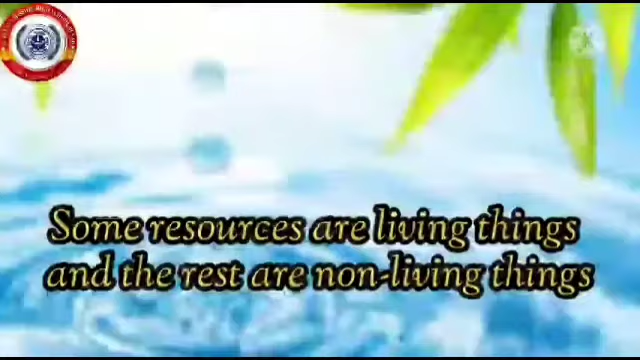 Some resources are living things
and the rest are non-living things